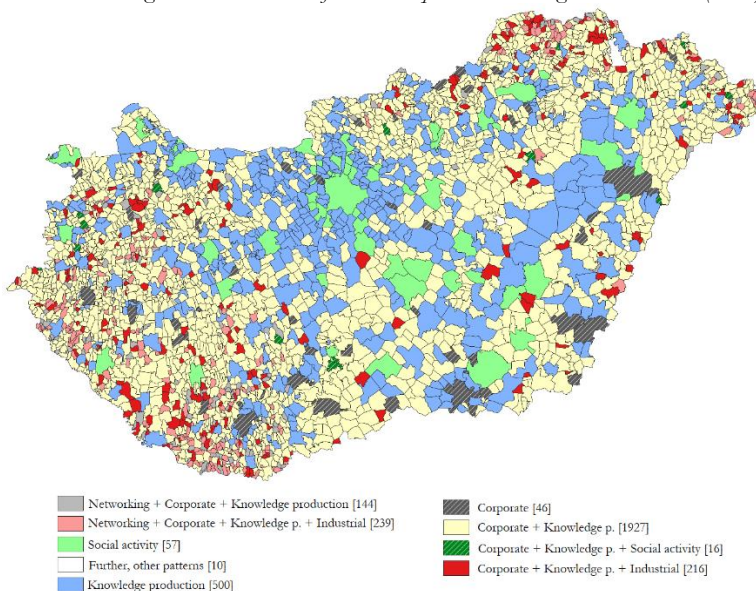 Networking + Corporate + Knowledge production [144]
Networking + Corporate + Knowledge p. + Industrial [239]
Social activity [57]
Further, other patterns [10]
Knowledge production [500]
Corporate [46]
Corporate + Knowledge p. [1927]
Corporate + Knowledge p. + Social activity [16]
Corporate + Knowledge p. + Industrial [216]